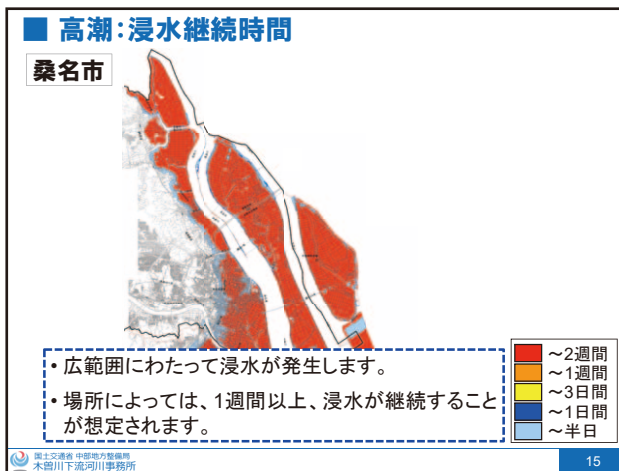 ■ 高潮:浸水継続時間
桑名市
・広範囲にわたって浸水が発生します。
・場所によっては、1週間以上、浸水が継続すること
が想定されます。
～2週間
～1週間
～3日間
～1日間
～半日
国土交通省 中部地方整備局
木曽川下流河川事務所
15